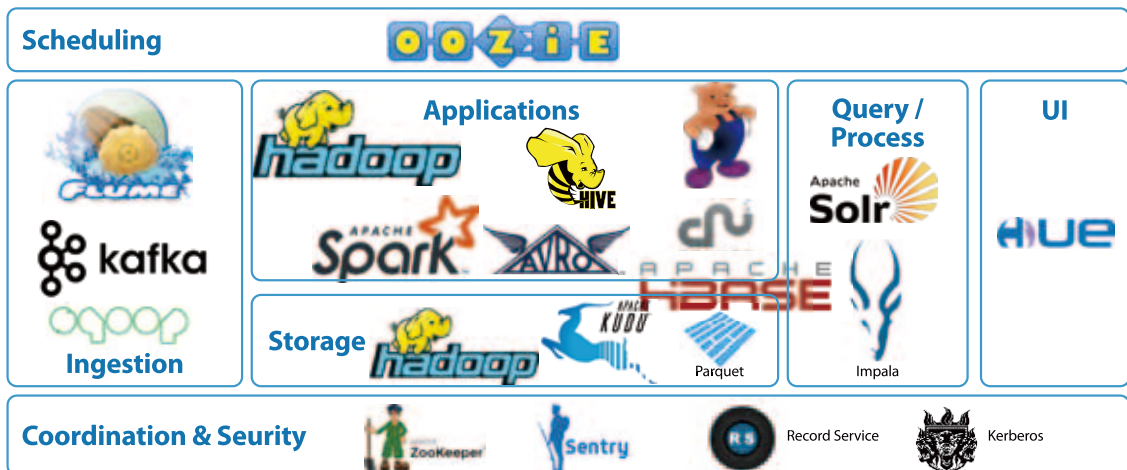 Scheduling
OOZiE
FLUME
kafka
sqoop
Ingestion
Applications
hadoop
HIVE
APACHE
Spark
AVRO
APACHE
HBASE
Storage
hadoop
APACHE
KUDU
Parquet
Query /
Process
Apache
Solr
Impala
UI
HUE
Coordination & Seurity
APACHE
ZooKeeper
Sentry
RS
Record Service
Kerberos